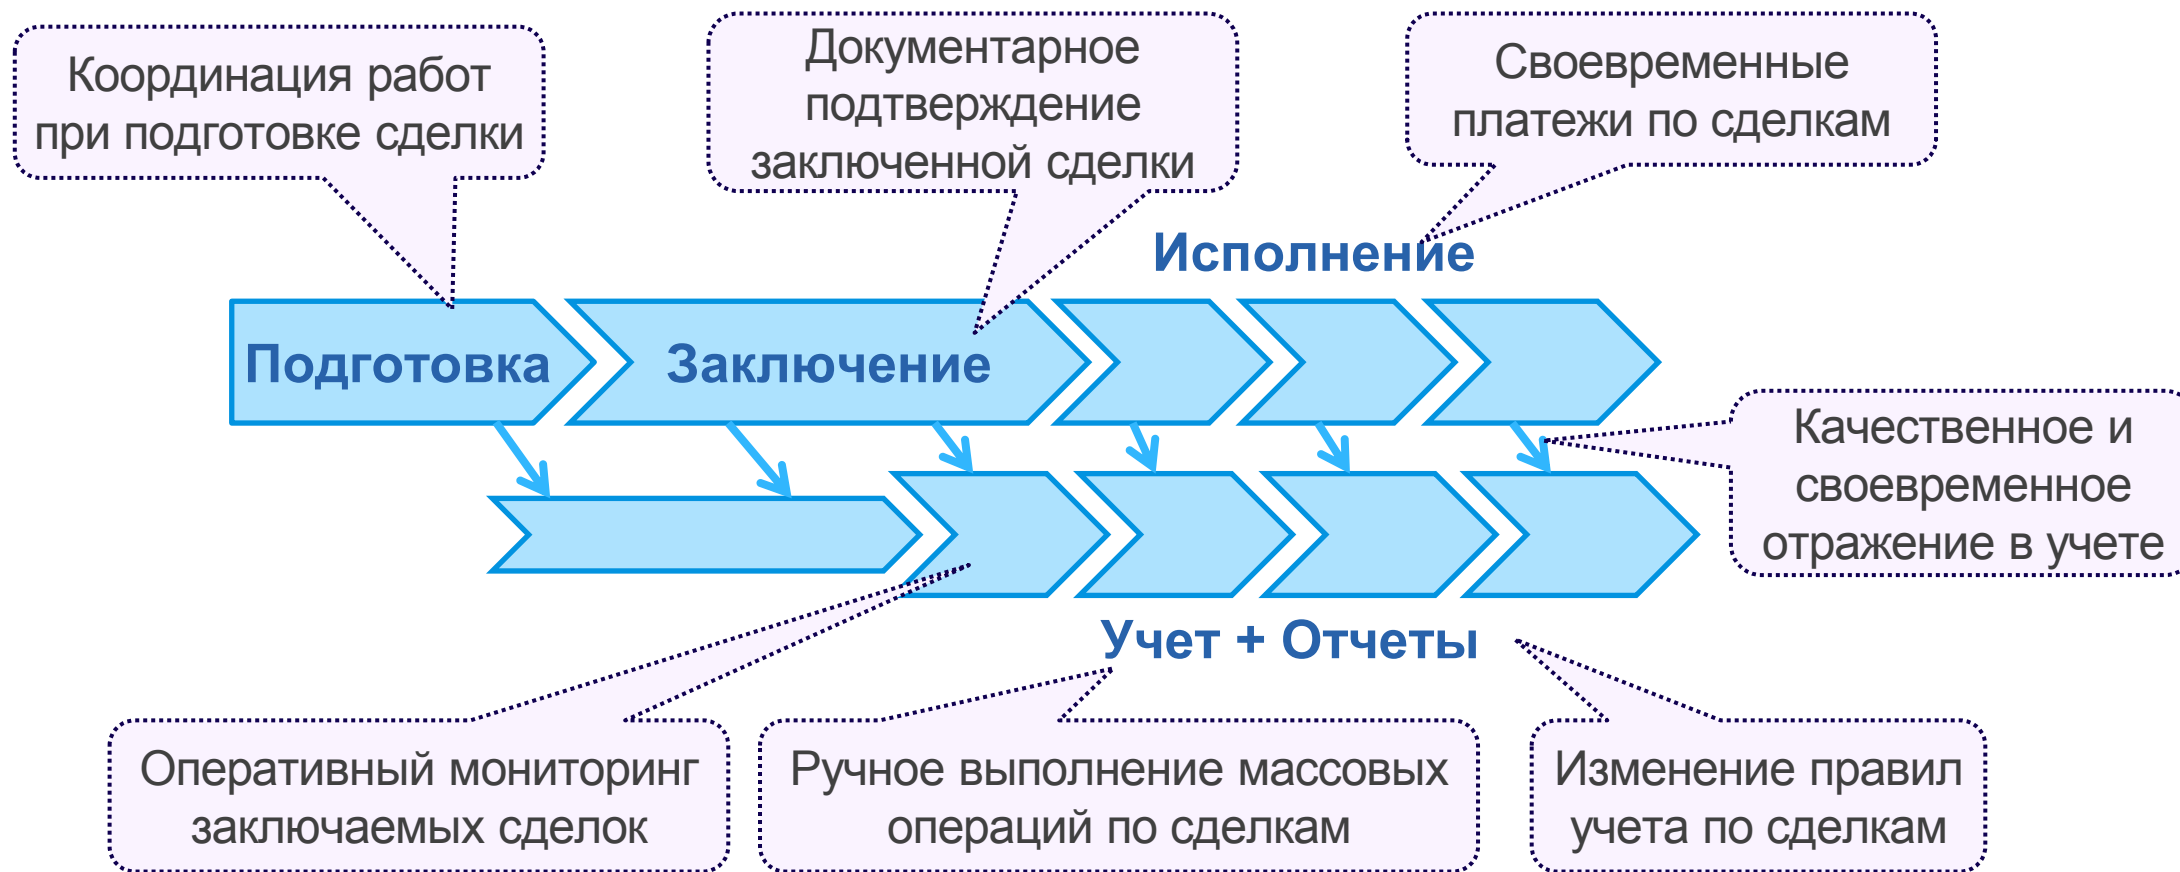 Координация работ
при подготовке сделки
Документарное
подтверждение
заключенной сделки
Своевременные
платежи по сделкам
Исполнение
Подготовка
Заключение
Качественное и
своевременное
отражение в учете
Учет + Отчеты
Оперативный мониторинг
заключаемых сделок
Ручное выполнение массовых
операций по сделкам
Изменение правил
учета по сделкам